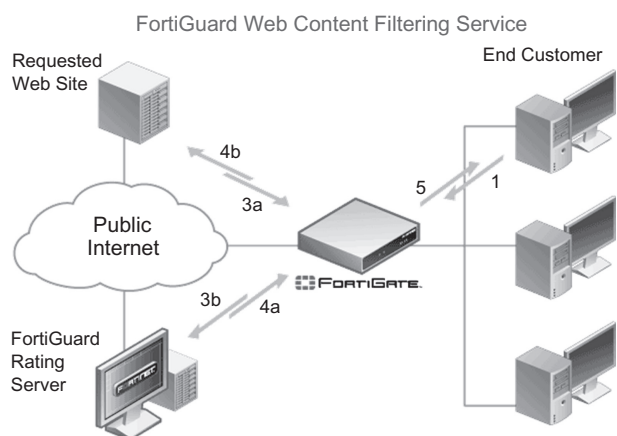 FortiGuard Web Content Filtering Service
Requested
Web Site
End Customer
4b
3a
5
1
Public
Internet
FORTIGATE
3b
4a
FortiGuard
Rating
Server
FORTINET